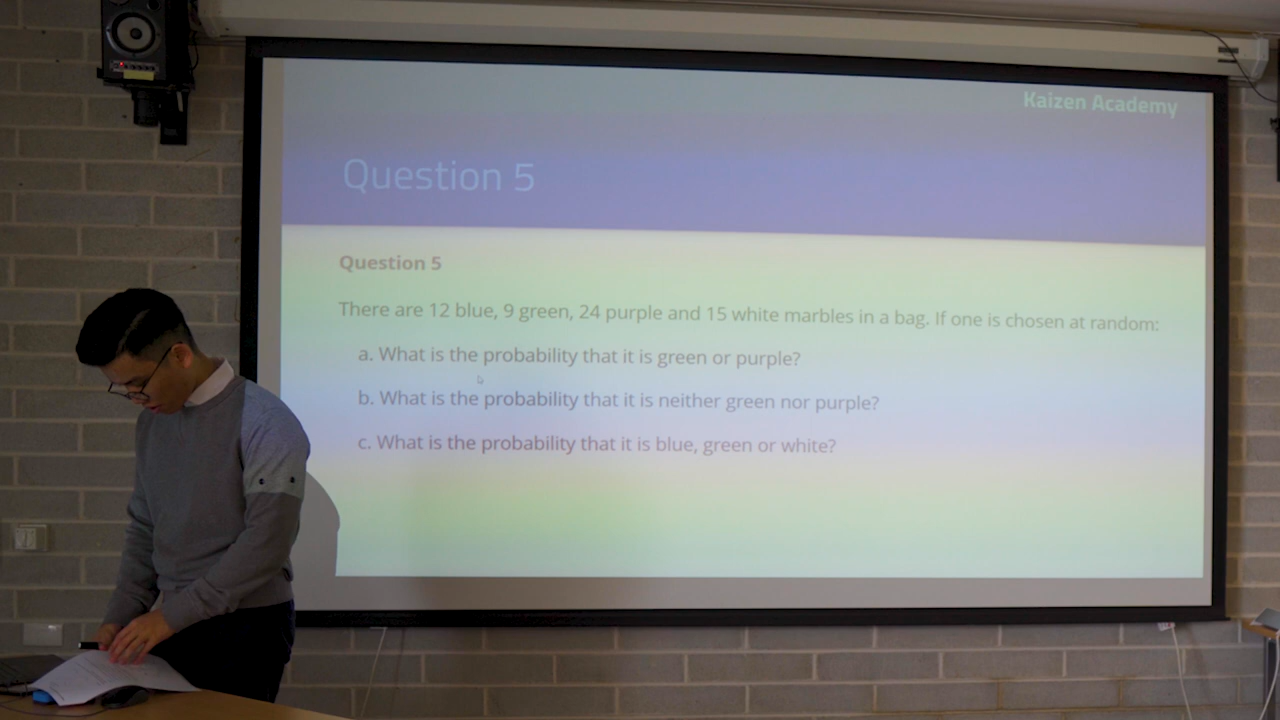 Kaizen Academy
Question 5
Question 5
There are 12 blue, 9 green, 24 purple and 15 white marbles in a bag. If one is chosen at random:
a. What is the probability that it is green or purple?
b. What is the probability that it is neither green nor purple?
c. What is the probability that it is blue, green or white?